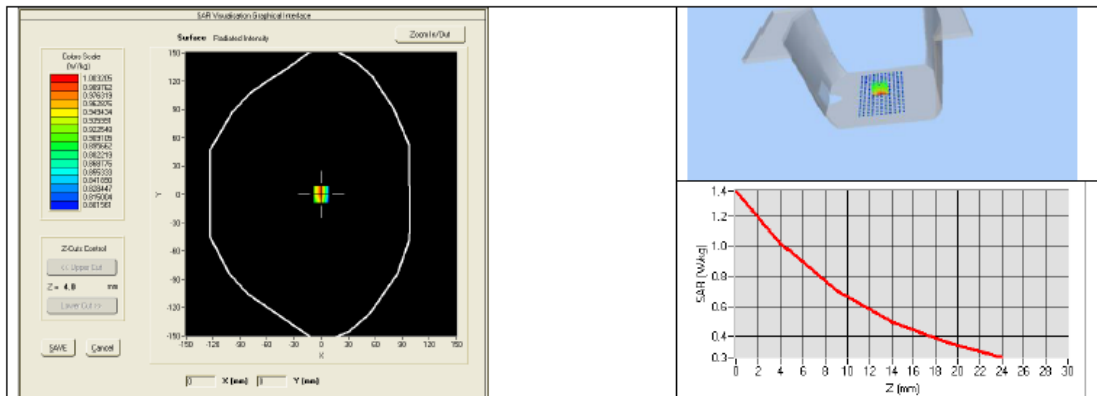 SAR Visualisation Graphical Interface
Surface Radiated Intensity
Zoom In/Out
Colors Scale
(W/kg)
1.003205
0.989762
0.976319
0.962876
0.949434
0.935991
0.922548
0.909105
0.895662
0.882219
0.868776
0.855333
0.841890
0.828447
0.815004
0.801561
150
120
90
60
30
Y
0
-30
-60
-90
-120
-150
-150 -120 -90 -60 -30 0 30 60 90 120 150
X
Z-Cuts Control
<< Upper Cut
Z = 4.0 mm
Lower Cut >>
SAVE Cancel
0 X (mm) 0 Y (mm)
1.4
1.2
1.0
SAR (W/kg)
0.8
0.6
0.4
0.3
0 2 4 6 8 10 12 14 16 18 20 22 24 26 28 30
Z (mm)